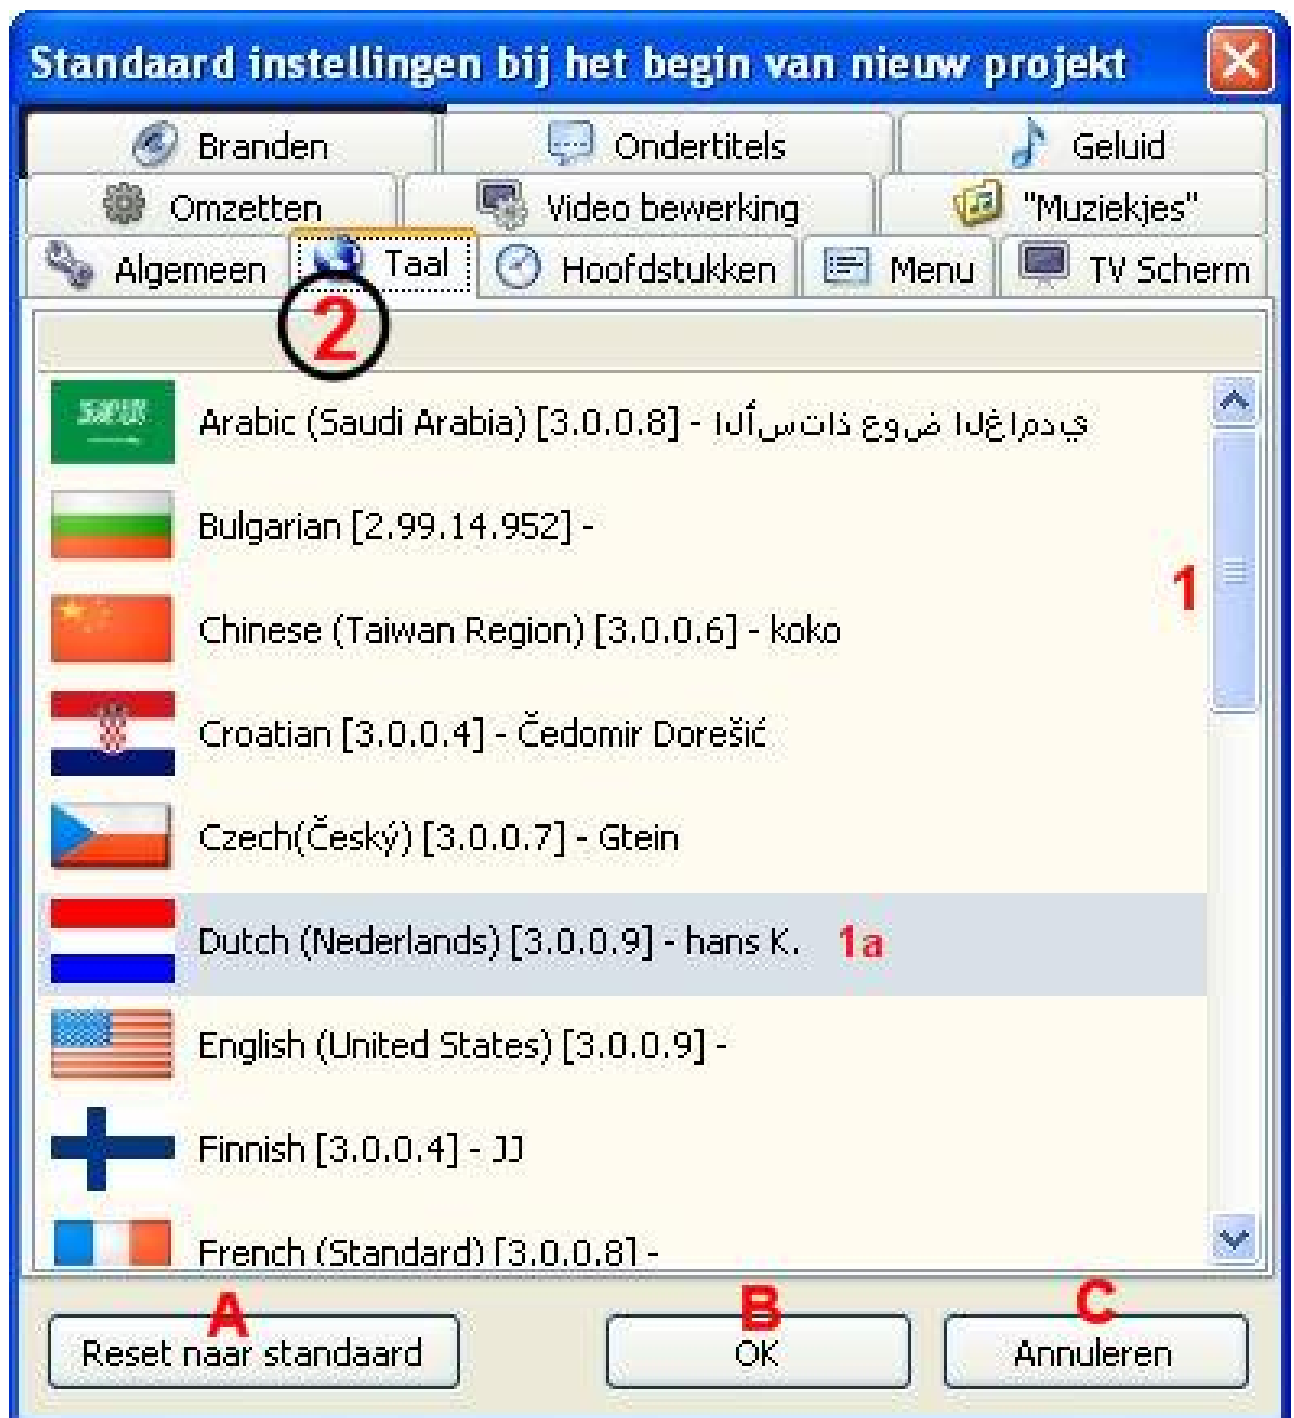 Standaard instellingen bij het begin van nieuw projekt
Branden
Ondertitels
Geluid
Omzetten
Video bewerking
"Muziekjes"
Algemeen
Taal
Hoofdstukken
Menu
TV Scherm
2
Arabic (Saudi Arabia) [3.0.0.8] - يدماغلا ضوع ذاتسألا
Bulgarian [2.99.14.952] -
1
Chinese (Taiwan Region) [3.0.0.6] - koko
Croatian [3.0.0.4] - Čedomir Dorešić
Czech(Český) [3.0.0.7] - Gtein
Dutch (Nederlands) [3.0.0.9] - hans K. 1a
English (United States) [3.0.0.9] -
Finnish [3.0.0.4] - JJ
French (Standard) [3.0.0.8] -
A
B
C
Reset naar standaard
OK
Annuleren